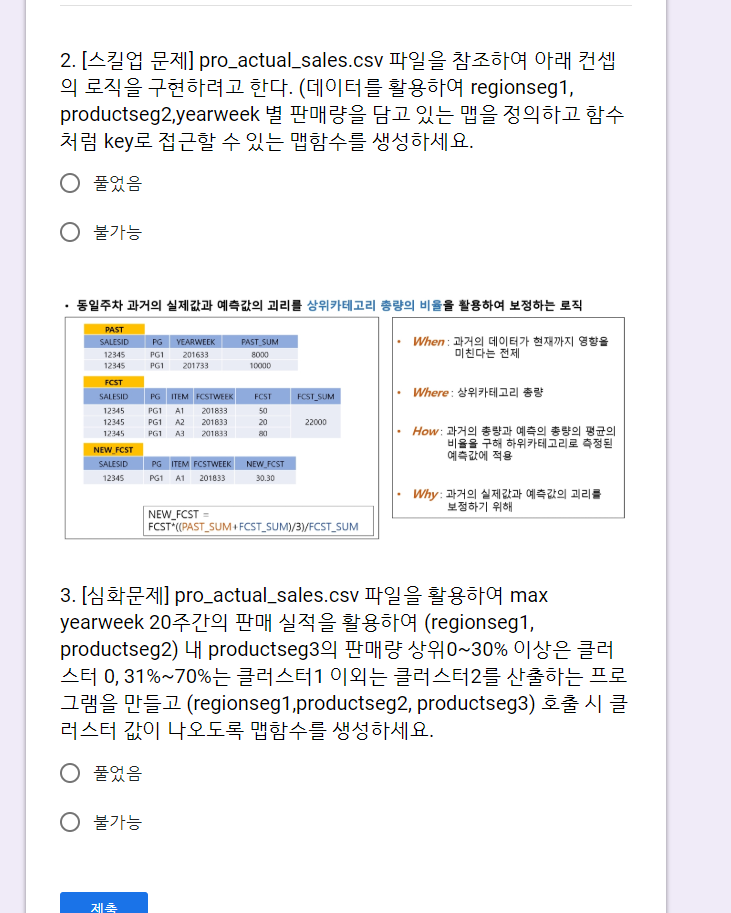 2. [스킬업 문제] pro_actual_sales.csv 파일을 참조하여 아래 컨셉
의 로직을 구현하려고 한다. (데이터를 활용하여 regionseg1,
productseg2,yearweek 별 판매량을 담고 있는 맵을 정의하고 함수
처럼 key로 접근할 수 있는 맵함수를 생성하세요.
풀었음
불가능
• 동일주차 과거의 실제값과 예측값의 괴리를 상위카테고리 총량의 비율을 활용하여 보정하는 로직
PAST
SALESID PG YEARWEEK PAST_SUM
12345 PG1 201633 8000
12345 PG1 201733 10000
FCST
SALESID PG ITEM FCSTWEEK FCST FCST_SUM
12345 PG1 A1 201833 50
12345 PG1 A2 201833 20 22000
12345 PG1 A3 201833 80
NEW_FCST
SALESID PG ITEM FCSTWEEK NEW_FCST
12345 PG1 A1 201833 30.30
NEW_FCST =
FCST*((PAST_SUM+FCST_SUM)/3)/FCST_SUM
• When : 과거의 데이터가 현재까지 영향을
미친다는 전제
• Where : 상위카테고리 총량
• How : 과거의 총량과 예측의 총량의 평균의
비율을 구해 하위카테고리로 측정된
예측값에 적용
• Why : 과거의 실제값과 예측값의 괴리를
보정하기 위해
3. [심화문제] pro_actual_sales.csv 파일을 활용하여 max
yearweek 20주간의 판매 실적을 활용하여 (regionseg1,
productseg2) 내 productseg3의 판매량 상위0~30% 이상은 클러
스터 0, 31%~70%는 클러스터1 이외는 클러스터2를 산출하는 프로
그램을 만들고 (regionseg1,productseg2, productseg3) 호출 시 클
러스터 값이 나오도록 맵함수를 생성하세요.
풀었음
불가능
제출